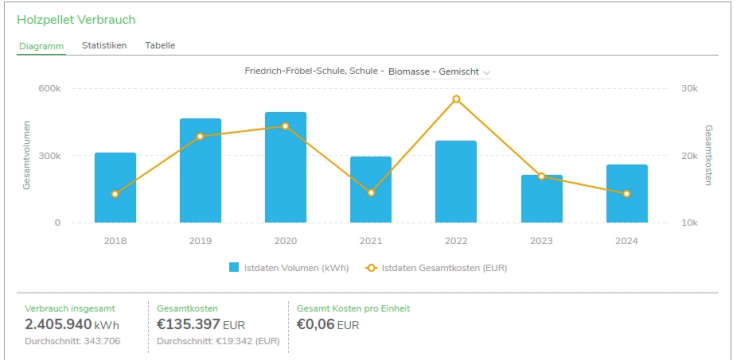 Holzpellet Verbrauch
Diagramm Statistiken Tabelle
Friedrich-Fröbel-Schule, Schule - Biomasse - Gemischt
600k 30k
Gesamtvolumen
300k 20k
Gesamtkosten
0 10k
2018 2019 2020 2021 2022 2023 2024
Istdaten Volumen (kWh) Istdaten Gesamtkosten (EUR)
Verbrauch insgesamt Gesamtkosten Gesamt Kosten pro Einheit
2.405.940 kWh €135.397 EUR €0,06 EUR
Durchschnitt: 343.706 Durchschnitt: €19.342 (EUR)